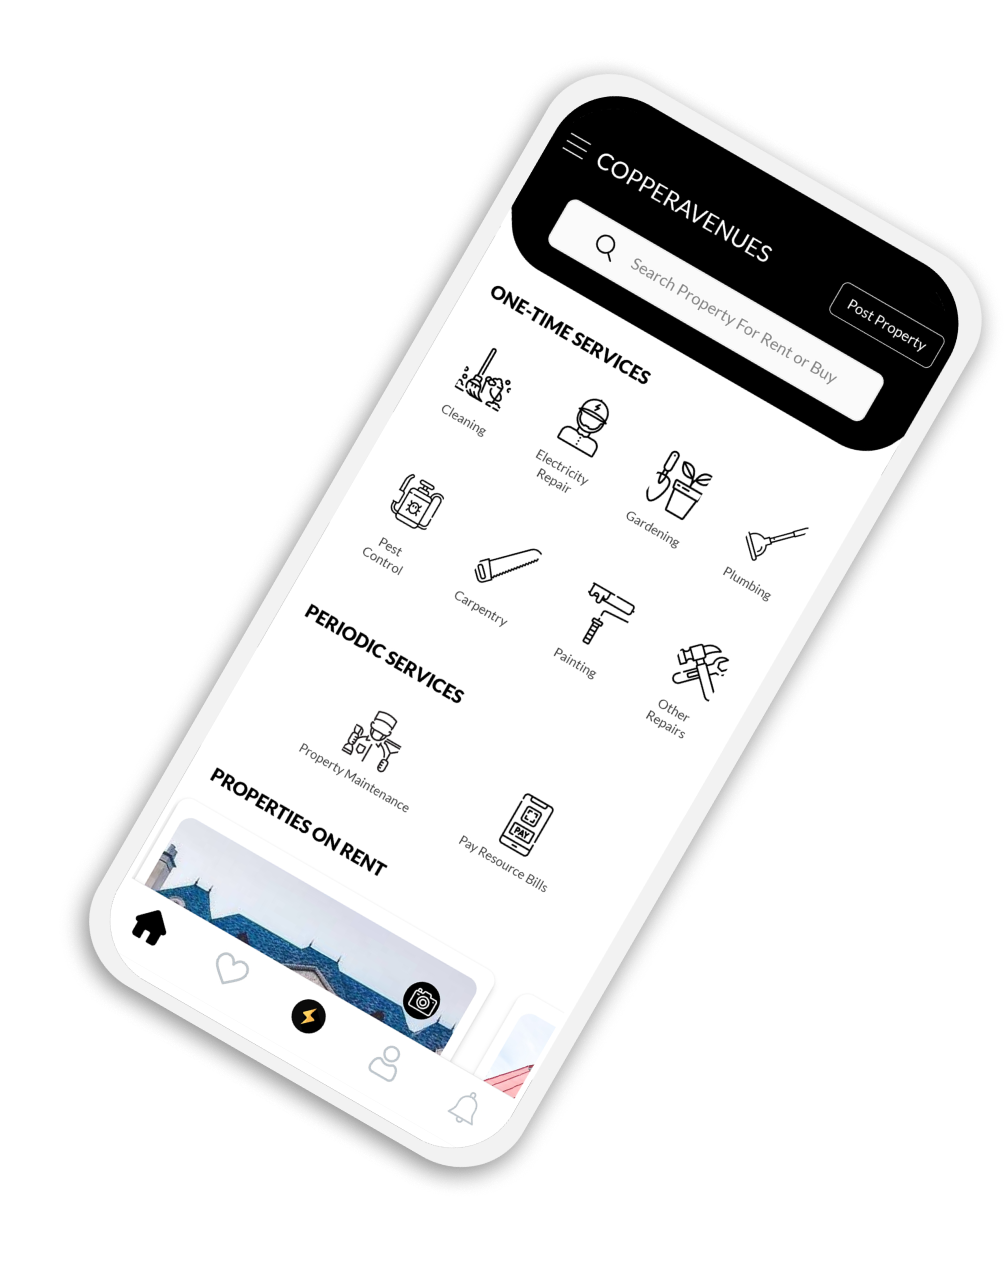 COPPERAVENUES
Post Property
Search Property For Rent or Buy
ONE-TIME SERVICES
Cleaning
Electricity
Repair
Gardening
Plumbing
Pest
Control
Carpentry
Painting
Other
Repairs
PERIODIC SERVICES
Property Maintenance
PAY
Pay Resource Bills
PROPERTIES ON RENT